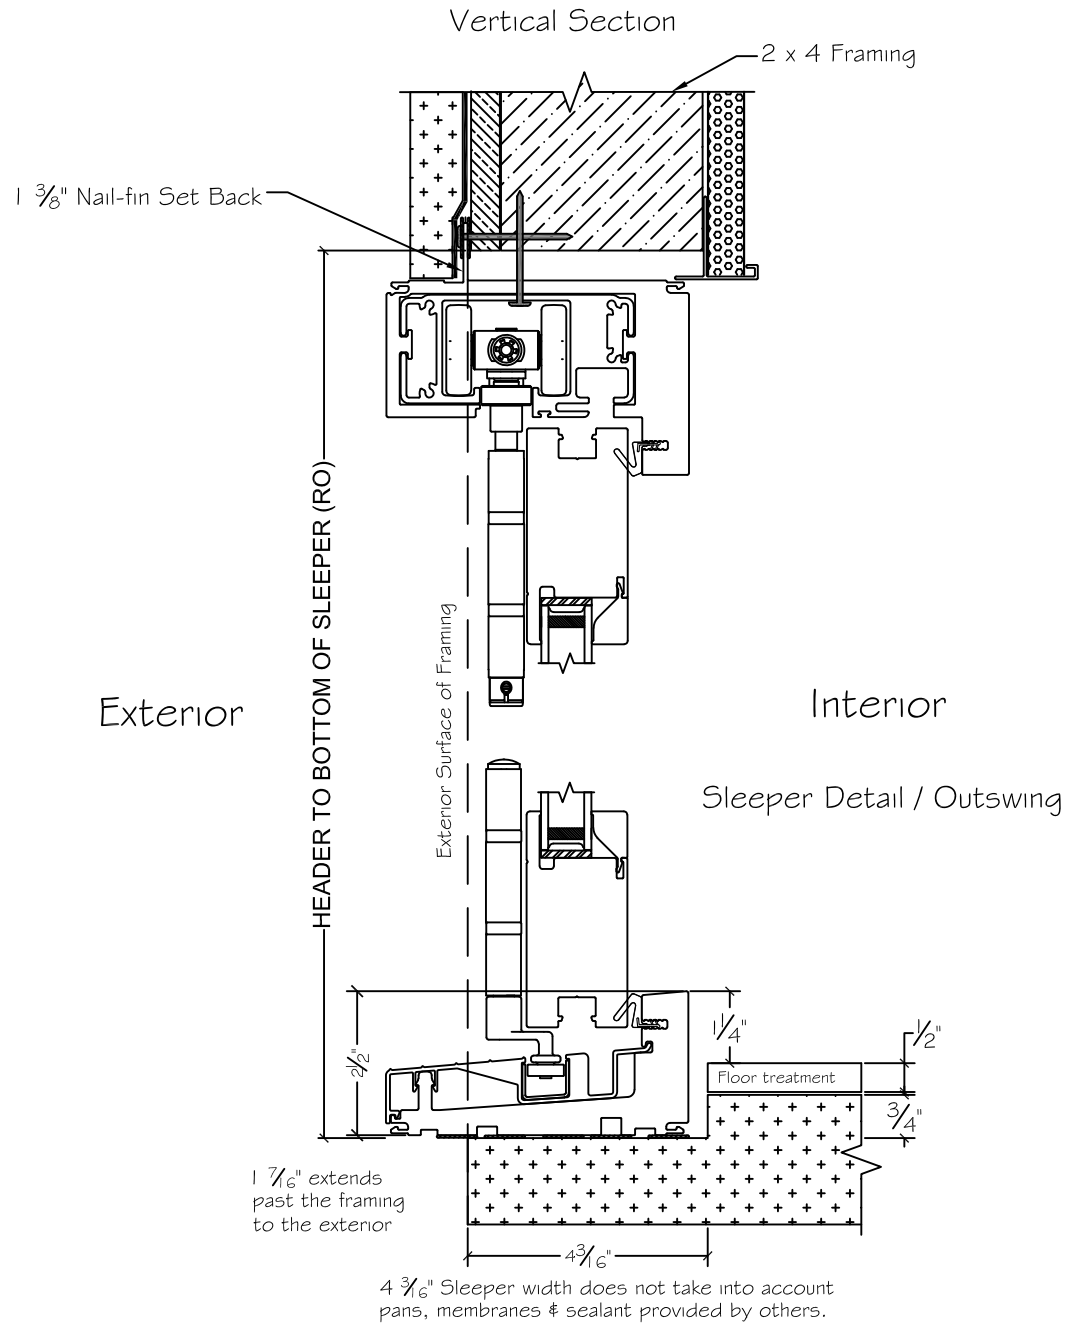 Vertical Section
2 x 4 Framing
1 3/8" Nail-fin Set Back
HEADER TO BOTTOM OF SLEEPER (RO)
Exterior Surface of Framing
Exterior
Interior
Sleeper Detail / Outswing
2 1/2"
1 1/4"
1/2"
Floor treatment
3/4"
1 7/16" extends
past the framing
to the exterior
4 3/16"
4 3/16" Sleeper width does not take into account
pans, membranes & sealant provided by others.